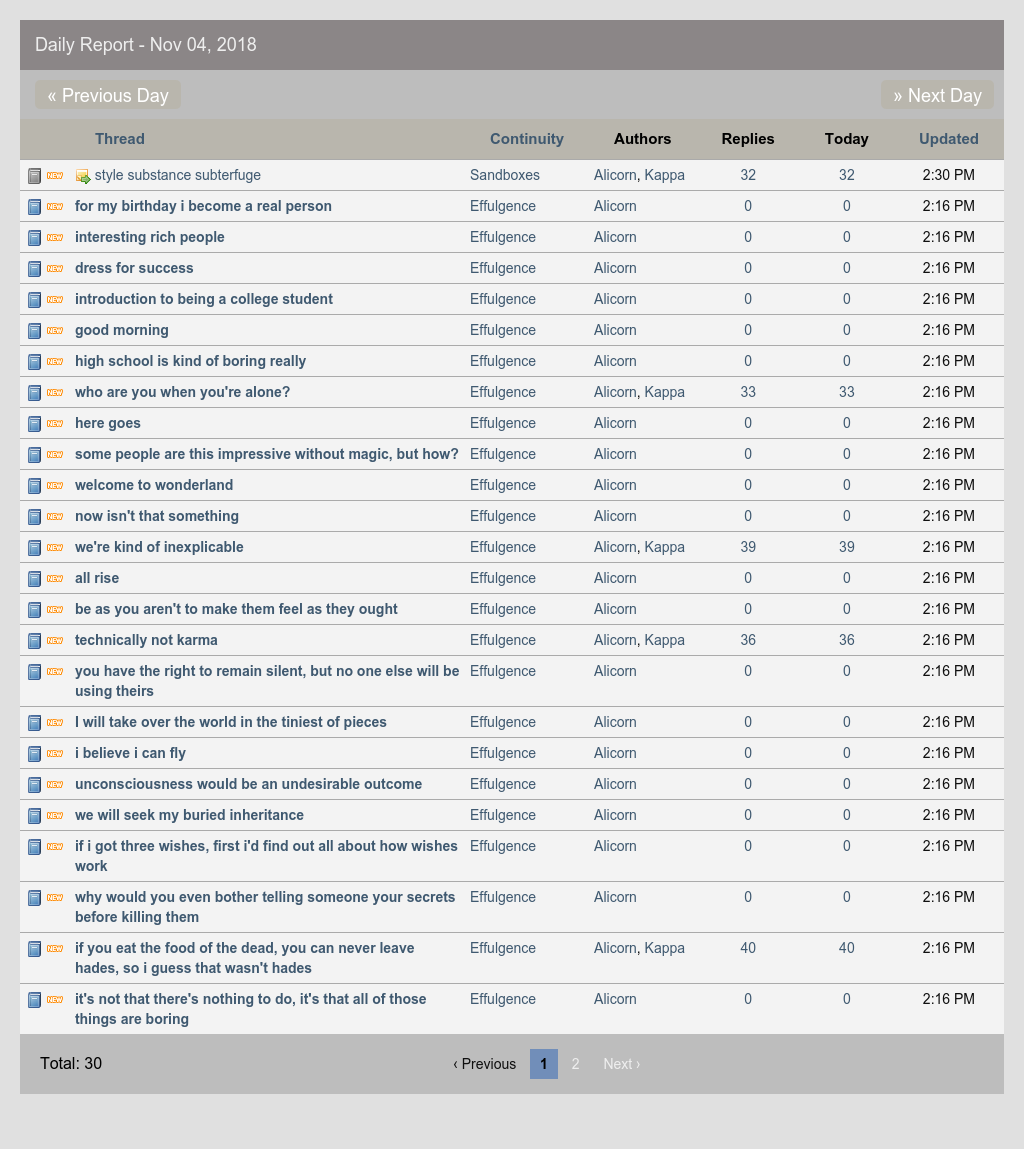 Daily Report - Nov 04, 2018
« Previous Day » Next Day
Thread Continuity Authors Replies Today Updated
NEW style substance subterfuge Sandboxes Alicorn, Kappa 32 32 2:30 PM
NEW for my birthday i become a real person Effulgence Alicorn 0 0 2:16 PM
NEW interesting rich people Effulgence Alicorn 0 0 2:16 PM
NEW dress for success Effulgence Alicorn 0 0 2:16 PM
NEW introduction to being a college student Effulgence Alicorn 0 0 2:16 PM
NEW good morning Effulgence Alicorn 0 0 2:16 PM
NEW high school is kind of boring really Effulgence Alicorn 0 0 2:16 PM
NEW who are you when you're alone? Effulgence Alicorn, Kappa 33 33 2:16 PM
NEW here goes Effulgence Alicorn 0 0 2:16 PM
NEW some people are this impressive without magic, but how? Effulgence Alicorn 0 0 2:16 PM
NEW welcome to wonderland Effulgence Alicorn 0 0 2:16 PM
NEW now isn't that something Effulgence Alicorn 0 0 2:16 PM
NEW we're kind of inexplicable Effulgence Alicorn, Kappa 39 39 2:16 PM
NEW all rise Effulgence Alicorn 0 0 2:16 PM
NEW be as you aren't to make them feel as they ought Effulgence Alicorn 0 0 2:16 PM
NEW technically not karma Effulgence Alicorn, Kappa 36 36 2:16 PM
NEW you have the right to remain silent, but no one else will be Effulgence Alicorn 0 0 2:16 PM
using theirs
NEW I will take over the world in the tiniest of pieces Effulgence Alicorn 0 0 2:16 PM
NEW i believe i can fly Effulgence Alicorn 0 0 2:16 PM
NEW unconsciousness would be an undesirable outcome Effulgence Alicorn 0 0 2:16 PM
NEW we will seek my buried inheritance Effulgence Alicorn 0 0 2:16 PM
NEW if i got three wishes, first i'd find out all about how wishes Effulgence Alicorn 0 0 2:16 PM
work
NEW why would you even bother telling someone your secrets Effulgence Alicorn 0 0 2:16 PM
before killing them
NEW if you eat the food of the dead, you can never leave Effulgence Alicorn, Kappa 40 40 2:16 PM
hades, so i guess that wasn't hades
NEW it's not that there's nothing to do, it's that all of those Effulgence Alicorn 0 0 2:16 PM
things are boring
Total: 30 ‹ Previous 1 2 Next ›